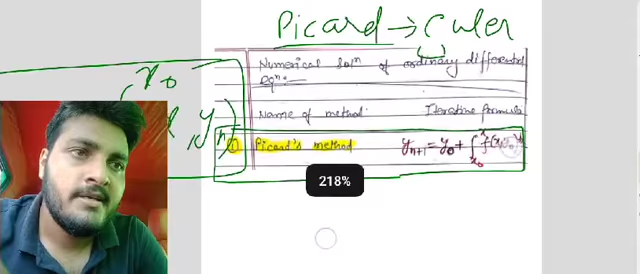 Picard → Euler
Numerical solⁿ of ordinary differential
eqⁿ:-
Name of method Iterative formula
① Picard's method yₙ₊₁ = y₀ + ∫
x₀
218%